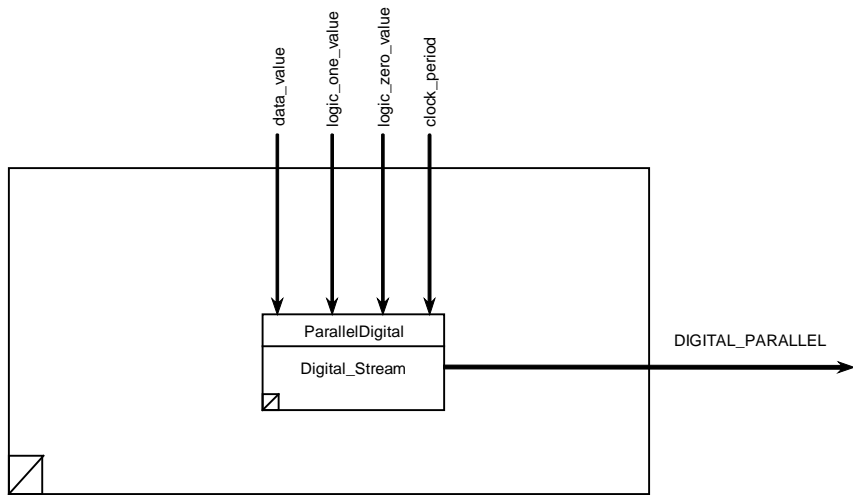 data_value
logic_one_value
logic_zero_value
clock_period
ParallelDigital
Digital_Stream
DIGITAL_PARALLEL